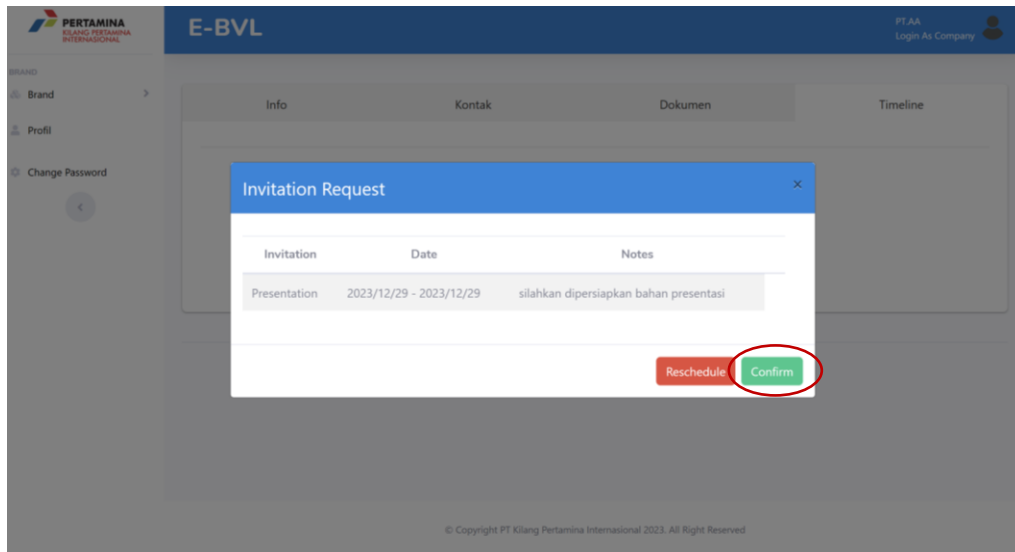 PERTAMINA
KILANG PERTAMINA
INTERNASIONAL
E-BVL
PT.AA
Login As Company
BRAND
Brand
Profil
Change Password
Info Kontak Dokumen Timeline
Invitation Request ×
Invitation Date Notes
Presentation 2023/12/29 - 2023/12/29 silahkan dipersiapkan bahan presentasi
Reschedule Confirm
© Copyright PT Kilang Pertamina Internasional 2023. All Right Reserved